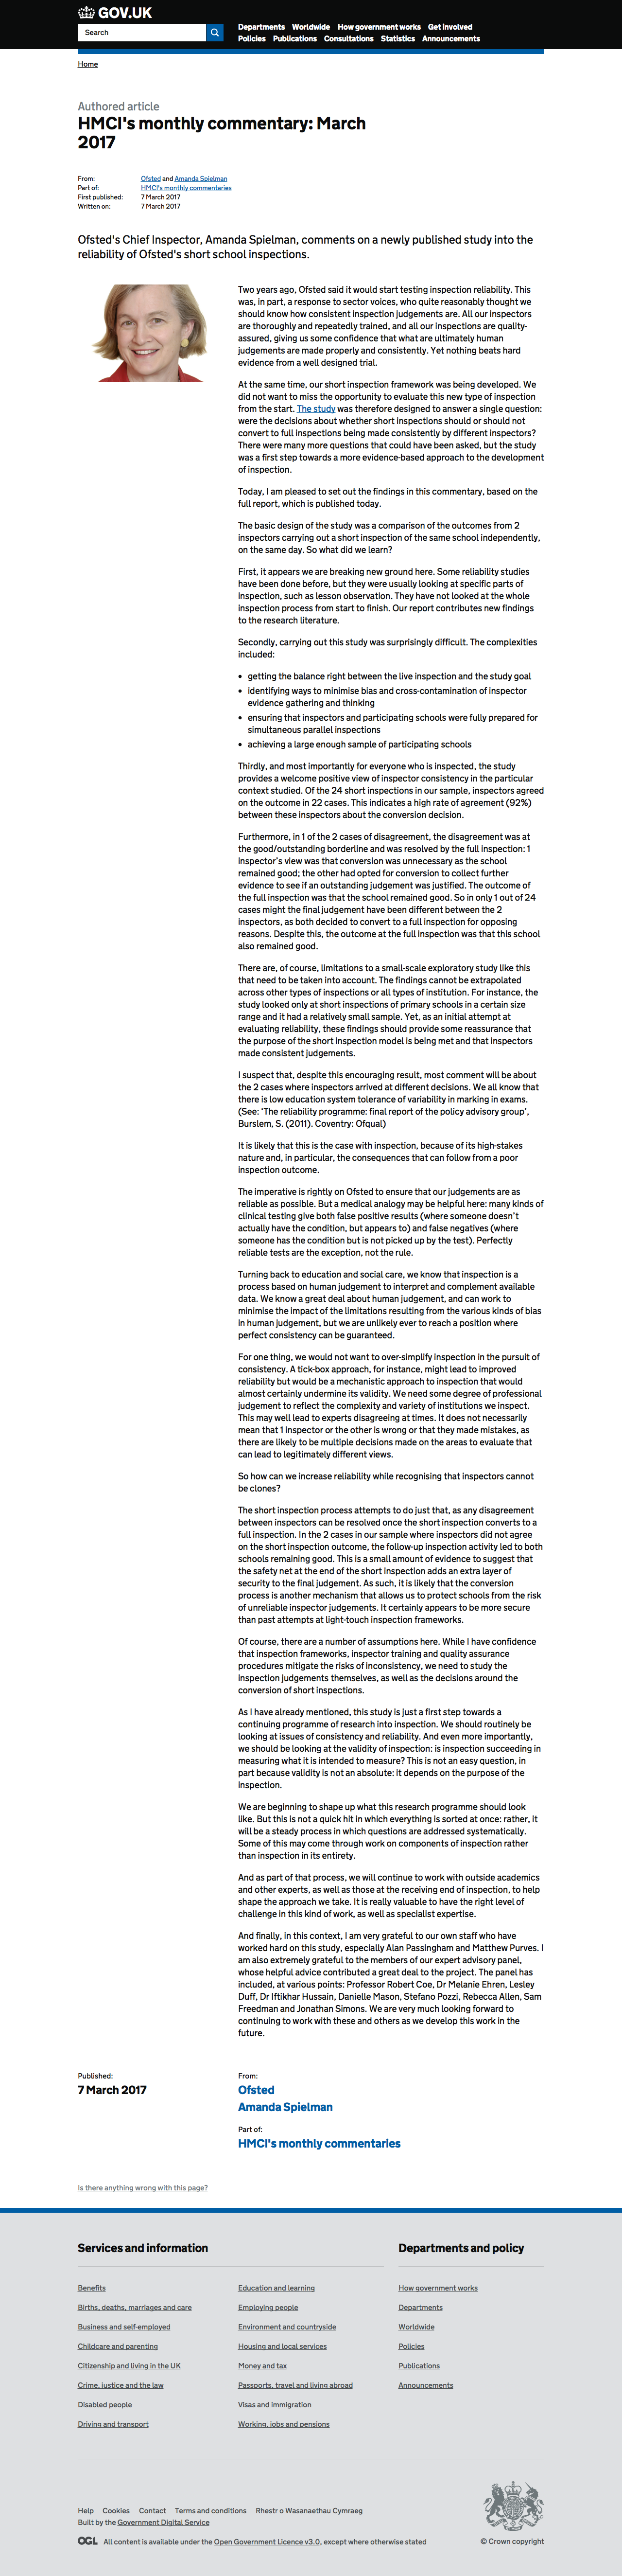 GOV.UK
Search
Departments Worldwide How government works Get involved
Policies Publications Consultations Statistics Announcements
Home
Authored article
HMCI's monthly commentary: March
2017
From: Ofsted and Amanda Spielman
Part of: HMCI's monthly commentaries
First published: 7 March 2017
Written on: 7 March 2017
Ofsted's Chief Inspector, Amanda Spielman, comments on a newly published study into the
reliability of Ofsted's short school inspections.
Two years ago, Ofsted said it would start testing inspection reliability. This
was, in part, a response to sector voices, who quite reasonably thought we
should know how consistent inspection judgements are. All our inspectors
are thoroughly and repeatedly trained, and all our inspections are quality-
assured, giving us some confidence that what are ultimately human
judgements are made properly and consistently. Yet nothing beats hard
evidence from a well designed trial.
At the same time, our short inspection framework was being developed. We
did not want to miss the opportunity to evaluate this new type of inspection
from the start. The study was therefore designed to answer a single question:
were the decisions about whether short inspections should or should not
convert to full inspections being made consistently by different inspectors?
There were many more questions that could have been asked, but the study
was a first step towards a more evidence-based approach to the development
of inspection.
Today, I am pleased to set out the findings in this commentary, based on the
full report, which is published today.
The basic design of the study was a comparison of the outcomes from 2
inspectors carrying out a short inspection of the same school independently,
on the same day. So what did we learn?
First, it appears we are breaking new ground here. Some reliability studies
have been done before, but they were usually looking at specific parts of
inspection, such as lesson observation. They have not looked at the whole
inspection process from start to finish. Our report contributes new findings
to the research literature.
Secondly, carrying out this study was surprisingly difficult. The complexities
included:
• getting the balance right between the live inspection and the study goal
• identifying ways to minimise bias and cross-contamination of inspector
evidence gathering and thinking
• ensuring that inspectors and participating schools were fully prepared for
simultaneous parallel inspections
• achieving a large enough sample of participating schools
Thirdly, and most importantly for everyone who is inspected, the study
provides a welcome positive view of inspector consistency in the particular
context studied. Of the 24 short inspections in our sample, inspectors agreed
on the outcome in 22 cases. This indicates a high rate of agreement (92%)
between these inspectors about the conversion decision.
Furthermore, in 1 of the 2 cases of disagreement, the disagreement was at
the good/outstanding borderline and was resolved by the full inspection: 1
inspector's view was that conversion was unnecessary as the school
remained good; the other had opted for conversion to collect further
evidence to see if an outstanding judgement was justified. The outcome of
the full inspection was that the school remained good. So in only 1 out of 24
cases might the final judgement have been different between the 2
inspectors, as both decided to convert to a full inspection for opposing
reasons. Despite this, the outcome at the full inspection was that this school
also remained good.
There are, of course, limitations to a small-scale exploratory study like this
that need to be taken into account. The findings cannot be extrapolated
across other types of inspections or all types of institution. For instance, the
study looked only at short inspections of primary schools in a certain size
range and it had a relatively small sample. Yet, as an initial attempt at
evaluating reliability, these findings should provide some reassurance that
the purpose of the short inspection model is being met and that inspectors
made consistent judgements.
I suspect that, despite this encouraging result, most comment will be about
the 2 cases where inspectors arrived at different decisions. We all know that
there is low education system tolerance of variability in marking in exams.
(See: 'The reliability programme: final report of the policy advisory group',
Burslem, S. (2011). Coventry: Ofqual)
It is likely that this is the case with inspection, because of its high-stakes
nature and, in particular, the consequences that can follow from a poor
inspection outcome.
The imperative is rightly on Ofsted to ensure that our judgements are as
reliable as possible. But a medical analogy may be helpful here: many kinds of
clinical testing give both false positive results (where someone doesn't
actually have the condition, but appears to) and false negatives (where
someone has the condition but is not picked up by the test). Perfectly
reliable tests are the exception, not the rule.
Turning back to education and social care, we know that inspection is a
process based on human judgement to interpret and complement available
data. We know a great deal about human judgement, and can work to
minimise the impact of the limitations resulting from the various kinds of bias
in human judgement, but we are unlikely ever to reach a position where
perfect consistency can be guaranteed.
For one thing, we would not want to over-simplify inspection in the pursuit of
consistency. A tick-box approach, for instance, might lead to improved
reliability but would be a mechanistic approach to inspection that would
almost certainly undermine its validity. We need some degree of professional
judgement to reflect the complexity and variety of institutions we inspect.
This may well lead to experts disagreeing at times. It does not necessarily
mean that 1 inspector or the other is wrong or that they made mistakes, as
there are likely to be multiple decisions made on the areas to evaluate that
can lead to legitimately different views.
So how can we increase reliability while recognising that inspectors cannot
be clones?
The short inspection process attempts to do just that, as any disagreement
between inspectors can be resolved once the short inspection converts to a
full inspection. In the 2 cases in our sample where inspectors did not agree
on the short inspection outcome, the follow-up inspection activity led to both
schools remaining good. This is a small amount of evidence to suggest that
the safety net at the end of the short inspection adds an extra layer of
security to the final judgement. As such, it is likely that the conversion
process is another mechanism that allows us to protect schools from the risk
of unreliable inspector judgements. It certainly appears to be more secure
than past attempts at light-touch inspection frameworks.
Of course, there are a number of assumptions here. While I have confidence
that inspection frameworks, inspector training and quality assurance
procedures mitigate the risks of inconsistency, we need to study the
inspection judgements themselves, as well as the decisions around the
conversion of short inspections.
As I have already mentioned, this study is just a first step towards a
continuing programme of research into inspection. We should routinely be
looking at issues of consistency and reliability. And even more importantly,
we should be looking at the validity of inspection: is inspection succeeding in
measuring what it is intended to measure? This is not an easy question, in
part because validity is not an absolute: it depends on the purpose of the
inspection.
We are beginning to shape up what this research programme should look
like. But this is not a quick hit in which everything is sorted at once: rather, it
will be a steady process in which questions are addressed systematically.
Some of this may come through work on components of inspection rather
than inspection in its entirety.
And as part of that process, we will continue to work with outside academics
and other experts, as well as those at the receiving end of inspection, to help
shape the approach we take. It is really valuable to have the right level of
challenge in this kind of work, as well as specialist expertise.
And finally, in this context, I am very grateful to our own staff who have
worked hard on this study, especially Alan Passingham and Matthew Purves. I
am also extremely grateful to the members of our expert advisory panel,
whose helpful advice contributed a great deal to the project. The panel has
included, at various points: Professor Robert Coe, Dr Melanie Ehren, Lesley
Duff, Dr Iftikhar Hussain, Danielle Mason, Stefano Pozzi, Rebecca Allen, Sam
Freedman and Jonathan Simons. We are very much looking forward to
continuing to work with these and others as we develop this work in the
future.
Published:
7 March 2017
From:
Ofsted
Amanda Spielman
Part of:
HMCI's monthly commentaries
Is there anything wrong with this page?
Services and information
Benefits
Births, deaths, marriages and care
Business and self-employed
Childcare and parenting
Citizenship and living in the UK
Crime, justice and the law
Disabled people
Driving and transport
Education and learning
Employing people
Environment and countryside
Housing and local services
Money and tax
Passports, travel and living abroad
Visas and immigration
Working, jobs and pensions
Departments and policy
How government works
Departments
Worldwide
Policies
Publications
Announcements
Help Cookies Contact Terms and conditions Rhestr o Wasanaethau Cymraeg
Built by the Government Digital Service
OGL All content is available under the Open Government Licence v3.0, except where otherwise stated
© Crown copyright